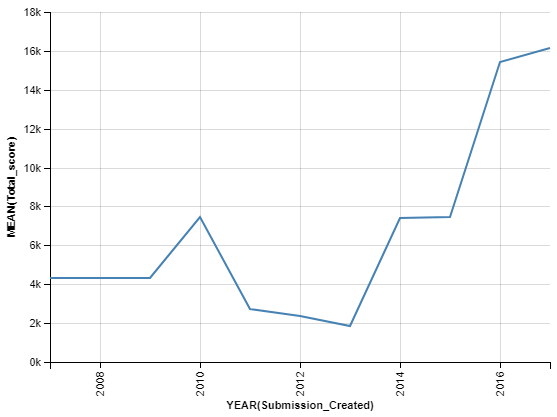 18k
16k
14k
12k
10k
8k
6k
4k
2k
0k
MEAN(Total_score)
2008
2010
2012
2014
2016
YEAR(Submission_Created)